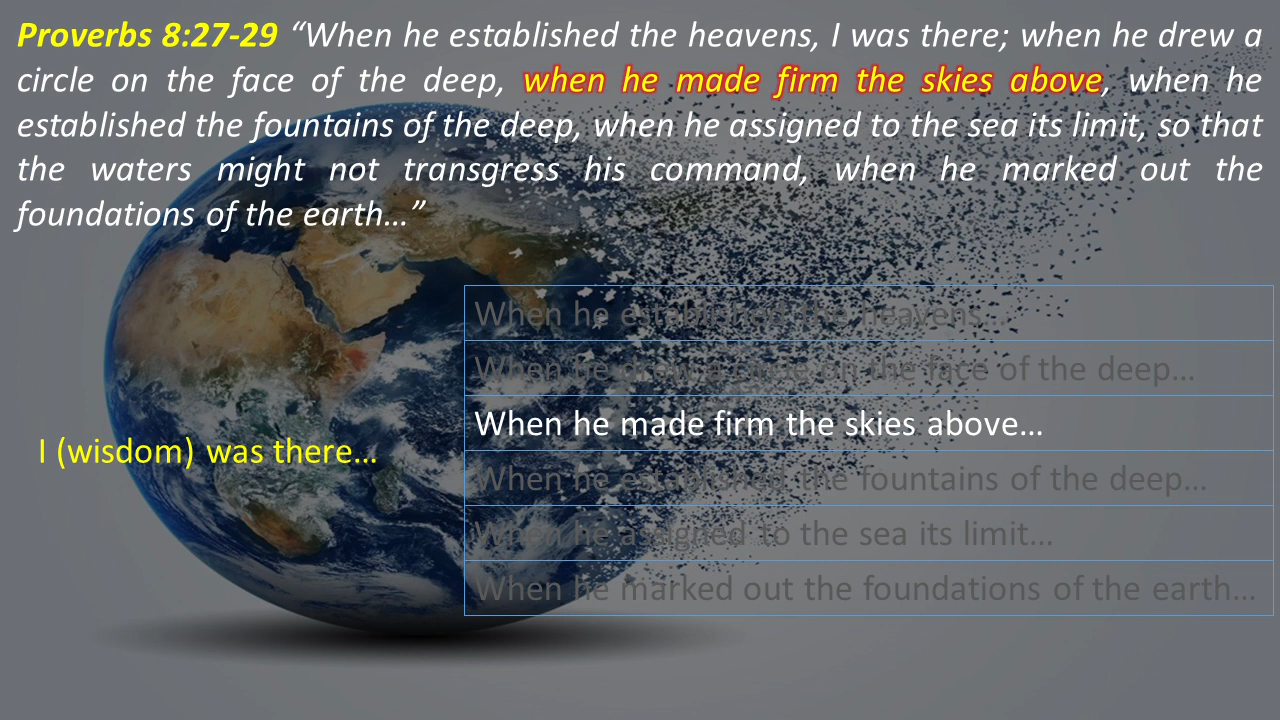 Proverbs 8:27-29 “When he established the heavens, I was there; when he drew a
circle on the face of the deep, when he made firm the skies above, when he
established the fountains of the deep, when he assigned to the sea its limit, so that
the waters might not transgress his command, when he marked out the
foundations of the earth…”
When he established the heavens…
When he drew a circle on the face of the deep…
When he made firm the skies above…
I (wisdom) was there…
When he established the fountains of the deep…
When he assigned to the sea its limit…
When he marked out the foundations of the earth…